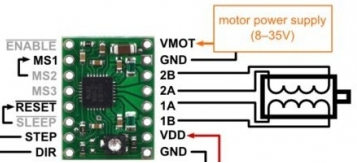 motor power supply
(8–35V)
ENABLE
MS1
MS2
MS3
RESET
SLEEP
STEP
DIR
VMOT
GND
2B
2A
1A
1B
VDD
GND